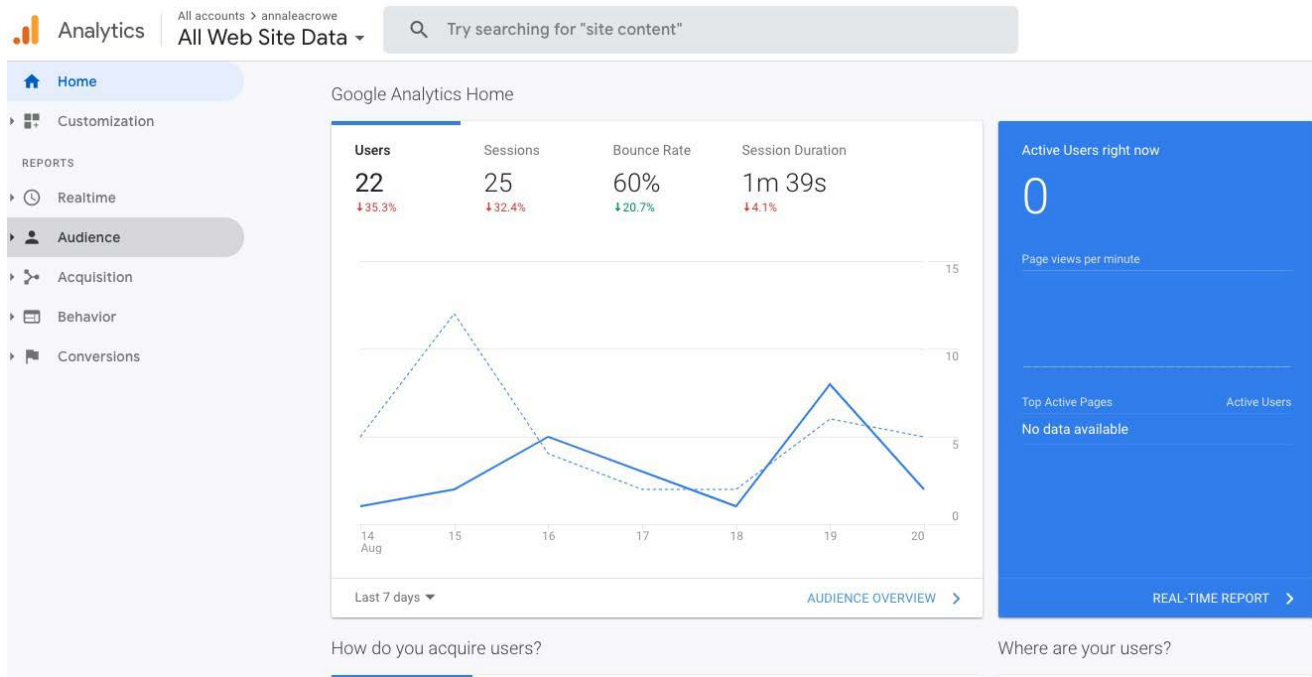 All accounts > annaleacrowe
Analytics
All Web Site Data
Try searching for "site content"
Home
Customization
REPORTS
Realtime
Audience
Acquisition
Behavior
Conversions
Google Analytics Home
Users Sessions Bounce Rate Session Duration
22 25 60% 1m 39s
↓35.3% ↓32.4% ↓20.7% ↓4.1%
15
10
5
0
14 15 16 17 18 19 20
Aug
Last 7 days
AUDIENCE OVERVIEW
Active Users right now
0
Page views per minute
Top Active Pages Active Users
No data available
REAL-TIME REPORT
How do you acquire users?
Where are your users?